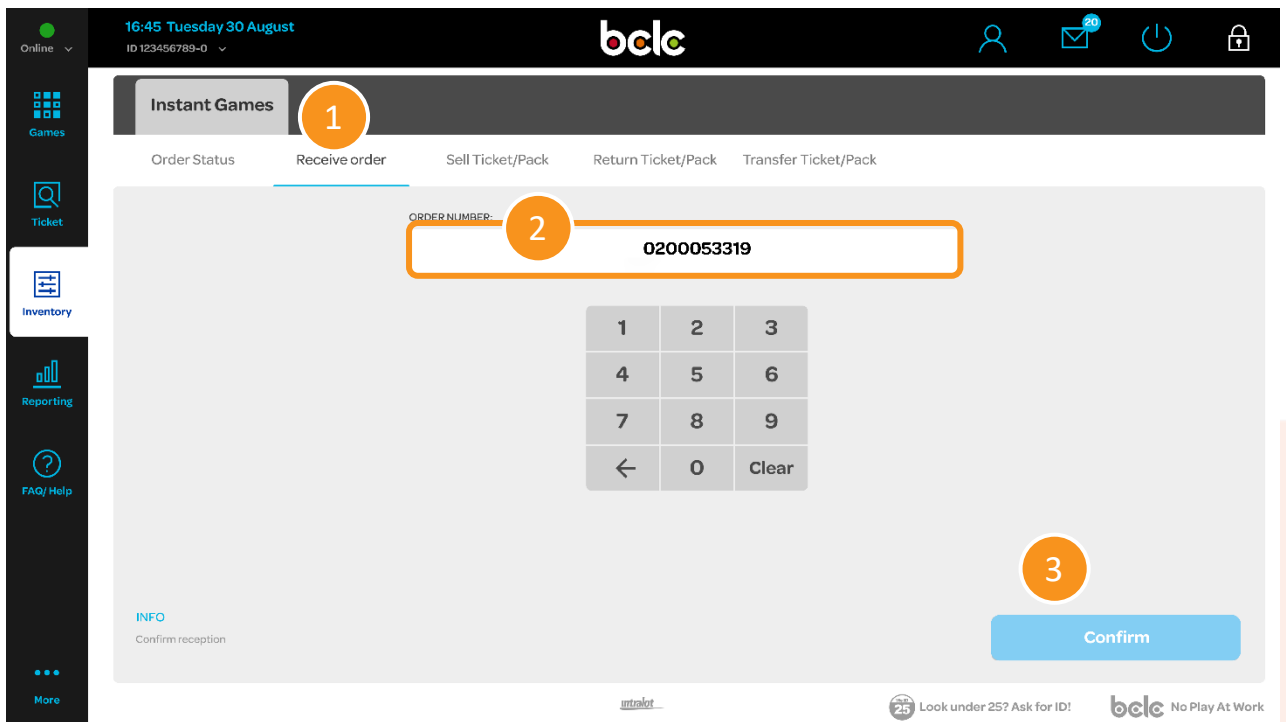 Online
16:45 Tuesday 30 August
ID 123456789-0
bclc
20
Games
Ticket
Inventory
Reporting
FAQ/ Help
More
Instant Games
1
Order Status
Receive order
Sell Ticket/Pack
Return Ticket/Pack
Transfer Ticket/Pack
ORDER NUMBER:
2
0200053319
1 2 3
4 5 6
7 8 9
← 0 Clear
3
INFO
Confirm reception
Confirm
intralot
25
Look under 25? Ask for ID!
bclc No Play At Work